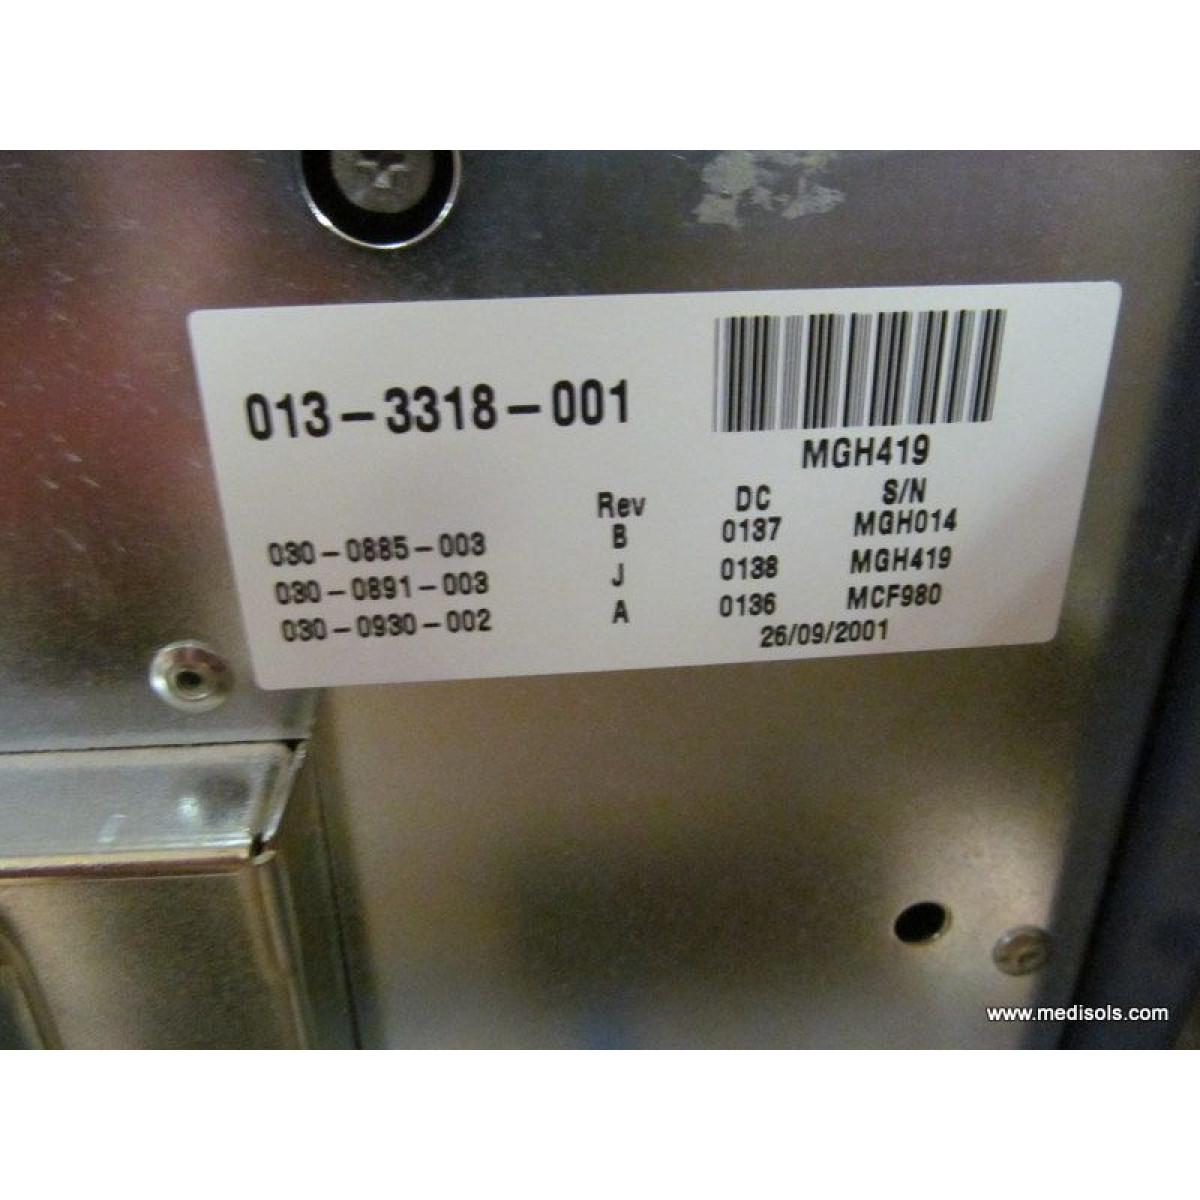 013-3318-001
MGH419
Rev DC S/N
030-0885-003 B 0137 MGH014
030-0891-003 J 0138 MGH419
030-0930-002 A 0136 MCF980
26/09/2001
www.medisols.com